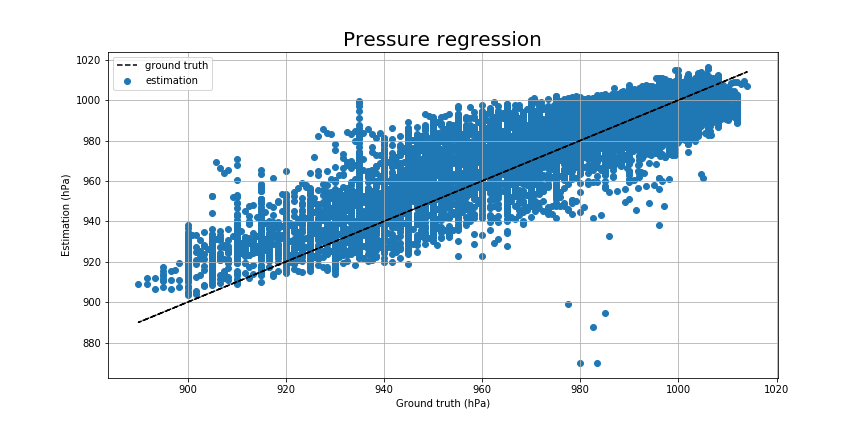 Pressure regression
ground truth
estimation
Estimation (hPa)
1020
1000
980
960
940
920
900
880
900 920 940 960 980 1000 1020
Ground truth (hPa)